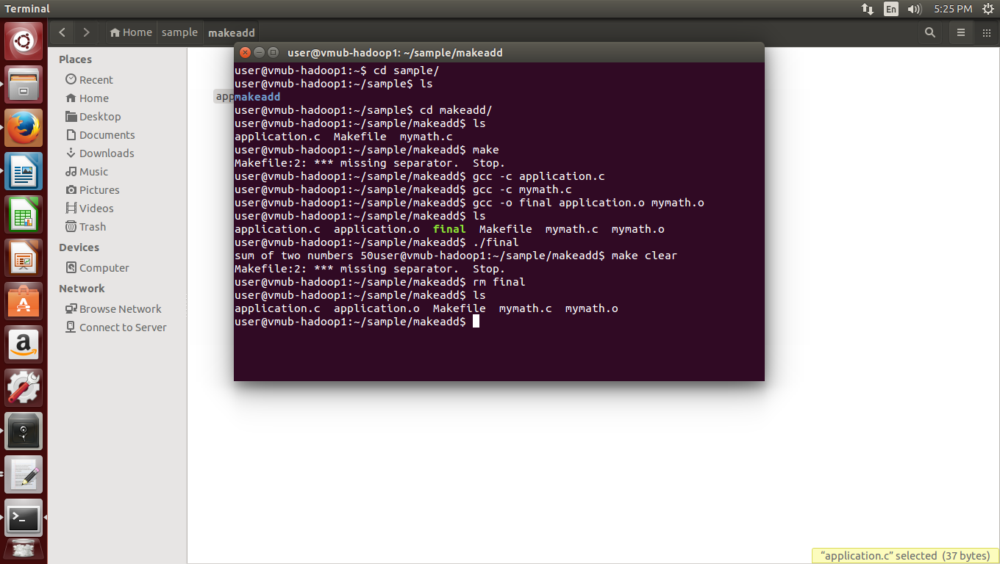 Terminal
En
5:25 PM
Home sample makeadd
Places
Recent
Home
Desktop
Documents
Downloads
Music
Pictures
Videos
Trash
Devices
Computer
Network
Browse Network
Connect to Server
app
user@vmub-hadoop1: ~/sample/makeadd
user@vmub-hadoop1:~$ cd sample/
user@vmub-hadoop1:~/sample$ ls
makeadd
user@vmub-hadoop1:~/sample$ cd makeadd/
user@vmub-hadoop1:~/sample/makeadd$ ls
application.c  Makefile  mymath.c
user@vmub-hadoop1:~/sample/makeadd$ make
Makefile:2: *** missing separator.  Stop.
user@vmub-hadoop1:~/sample/makeadd$ gcc -c application.c
user@vmub-hadoop1:~/sample/makeadd$ gcc -c mymath.c
user@vmub-hadoop1:~/sample/makeadd$ gcc -o final application.o mymath.o
user@vmub-hadoop1:~/sample/makeadd$ ls
application.c  application.o  final  Makefile  mymath.c  mymath.o
user@vmub-hadoop1:~/sample/makeadd$ ./final
sum of two numbers 50user@vmub-hadoop1:~/sample/makeadd$ make clear
Makefile:2: *** missing separator.  Stop.
user@vmub-hadoop1:~/sample/makeadd$ rm final
user@vmub-hadoop1:~/sample/makeadd$ ls
application.c  application.o  Makefile  mymath.c  mymath.o
user@vmub-hadoop1:~/sample/makeadd$
a
>_
“application.c” selected (37 bytes)